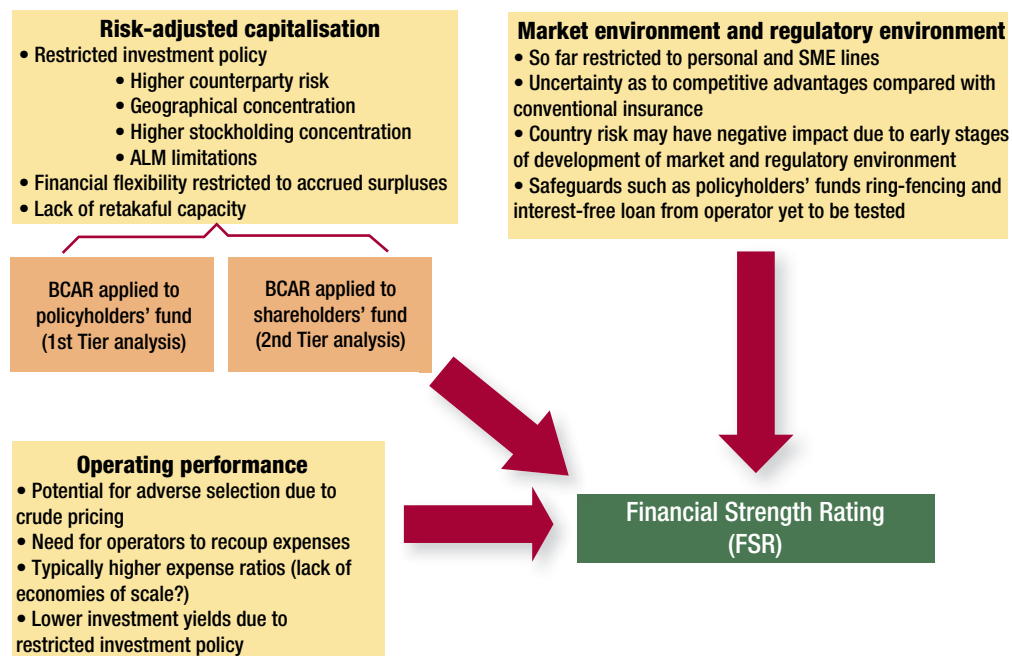 Risk-adjusted capitalisation
• Restricted investment policy
• Higher counterparty risk
• Geographical concentration
• Higher stockholding concentration
• ALM limitations
• Financial flexibility restricted to accrued surpluses
• Lack of retakaful capacity
BCAR applied to
policyholders' fund
(1st Tier analysis)
BCAR applied to
shareholders' fund
(2nd Tier analysis)
Market environment and regulatory environment
• So far restricted to personal and SME lines
• Uncertainty as to competitive advantages compared with
conventional insurance
• Country risk may have negative impact due to early stages
of development of market and regulatory environment
• Safeguards such as policyholders' funds ring-fencing and
interest-free loan from operator yet to be tested
Operating performance
• Potential for adverse selection due to
crude pricing
• Need for operators to recoup expenses
• Typically higher expense ratios (lack of
economies of scale?)
• Lower investment yields due to
restricted investment policy
Financial Strength Rating
(FSR)